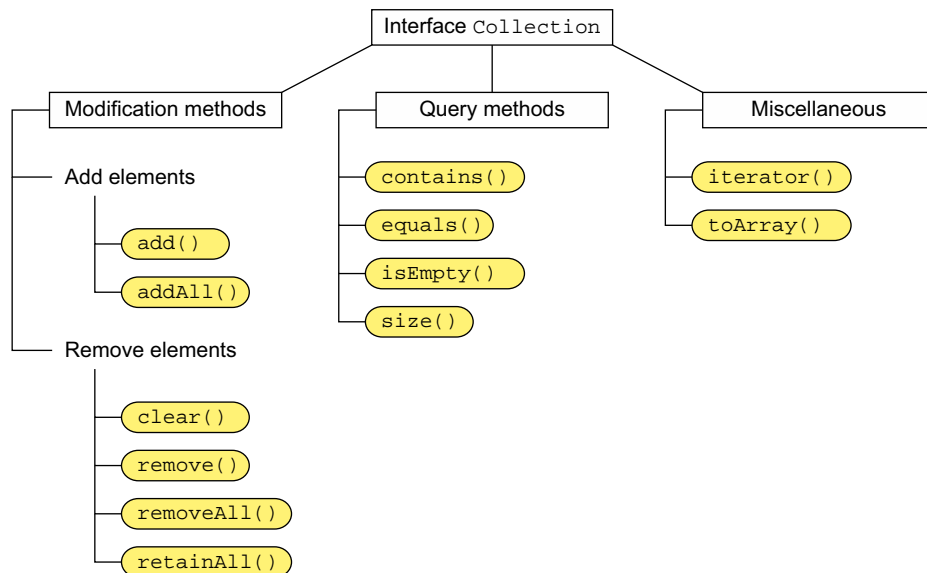 Interface Collection
Modification methods
Query methods
Miscellaneous
Add elements
add()
addAll()
Remove elements
clear()
remove()
removeAll()
retainAll()
contains()
equals()
isEmpty()
size()
iterator()
toArray()